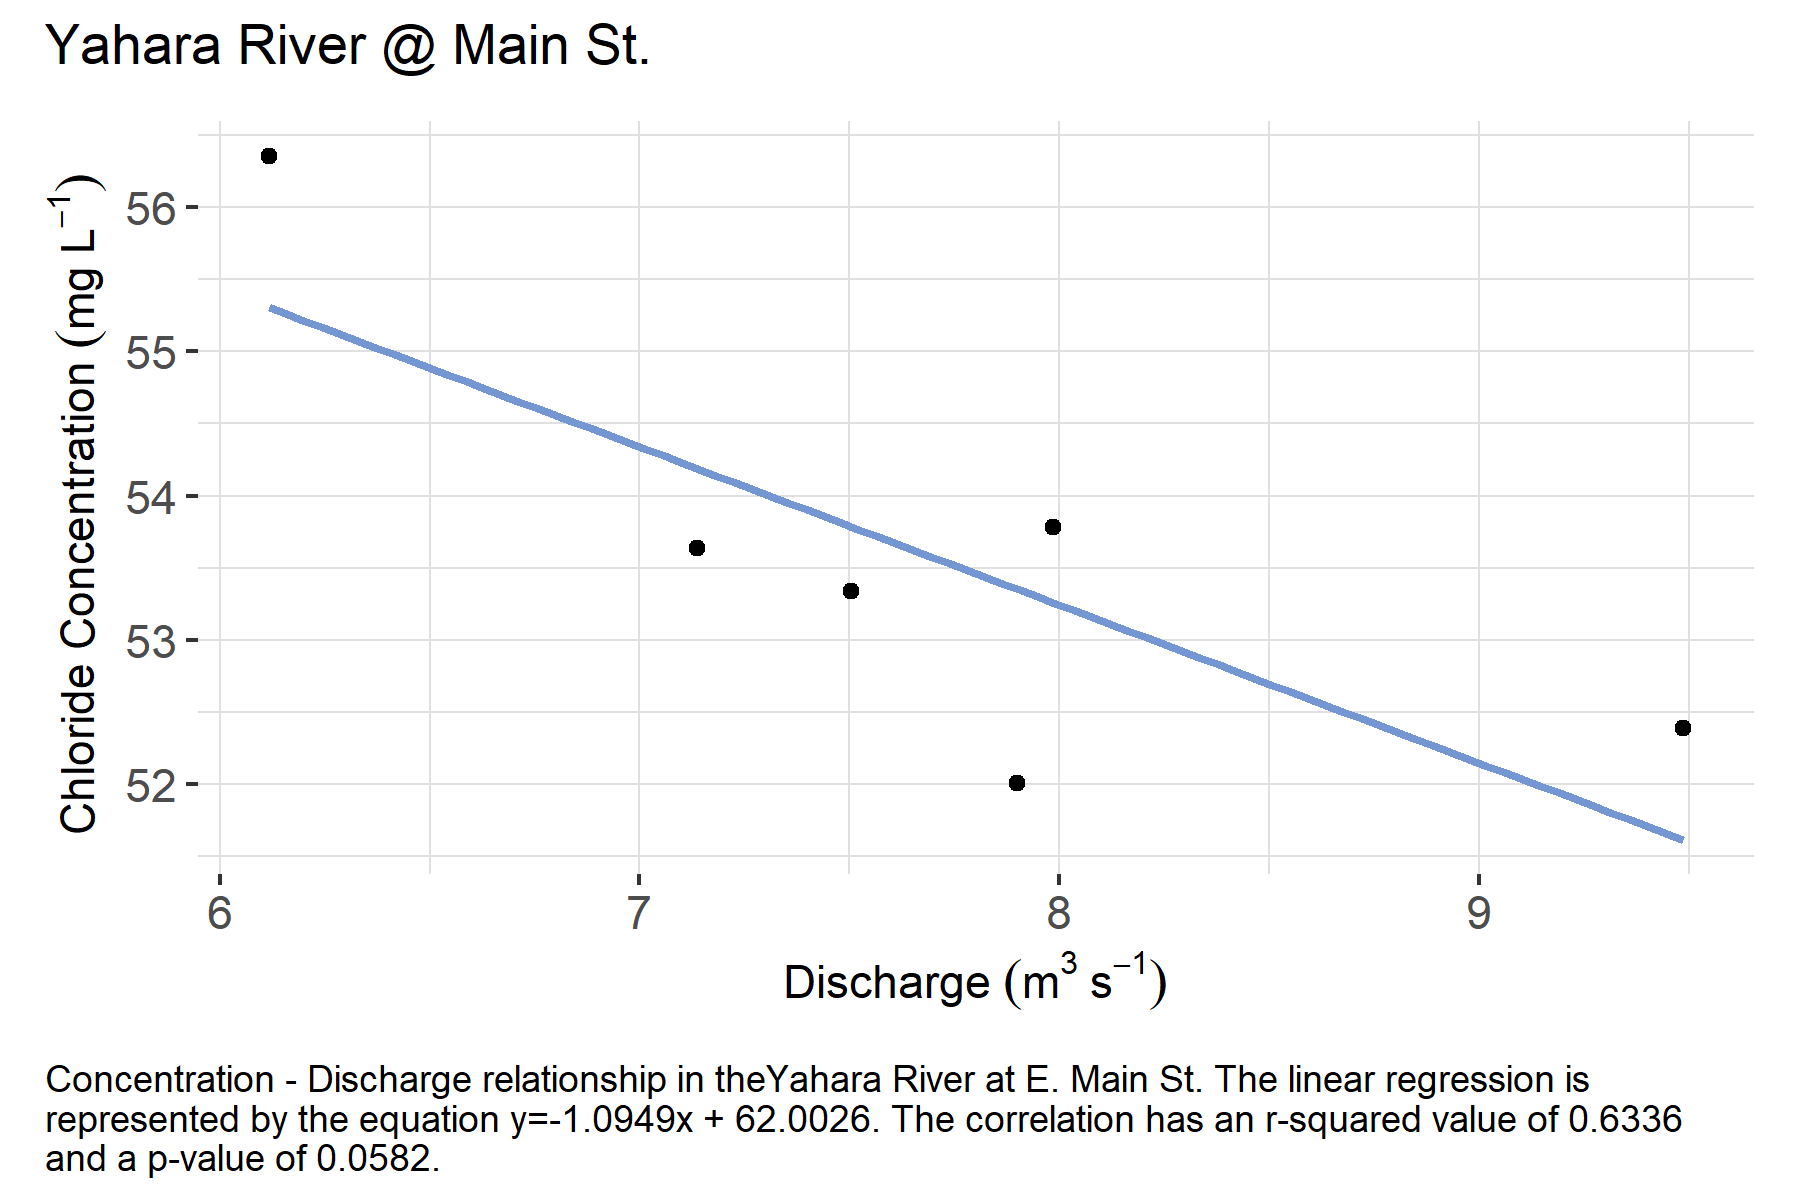 Yahara River @ Main St.
Chloride Concentration (mg L⁻¹)
56
55
54
53
52
6 7 8 9
Discharge (m³ s⁻¹)
Concentration - Discharge relationship in theYahara River at E. Main St. The linear regression is
represented by the equation y=-1.0949x + 62.0026. The correlation has an r-squared value of 0.6336
and a p-value of 0.0582.